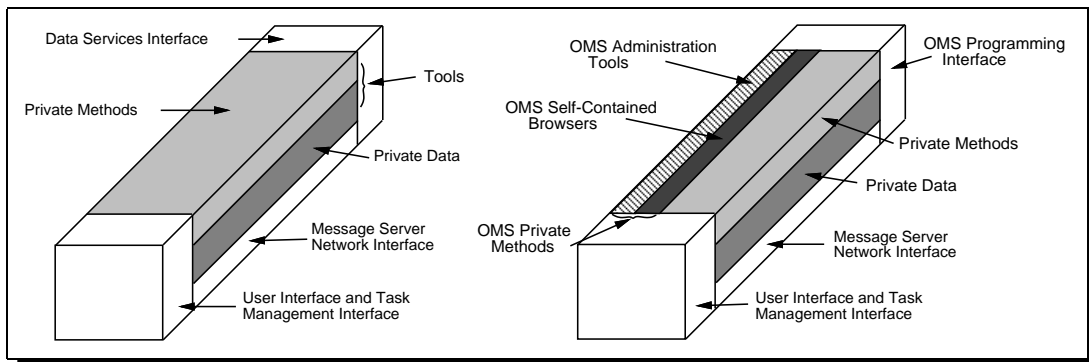 Data Services Interface
Tools
Private Methods
Private Data
Message Server
Network Interface
User Interface and Task
Management Interface
OMS Administration
Tools
OMS Programming
Interface
OMS Self-Contained
Browsers
Private Methods
Private Data
OMS Private
Methods
Message Server
Network Interface
User Interface and Task
Management Interface